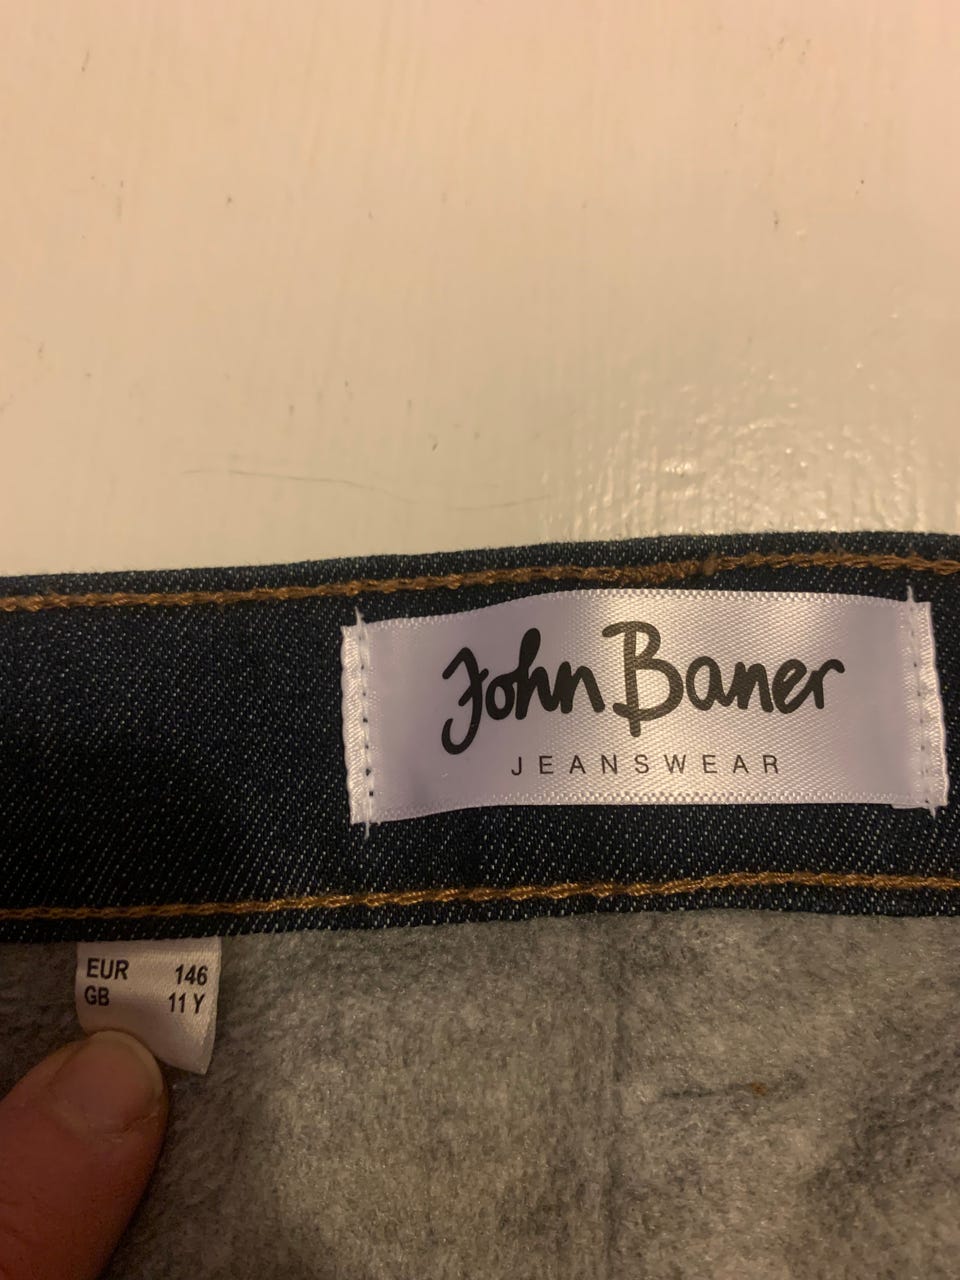 John Baner
JEANSWEAR
EUR 146
GB 11 Y